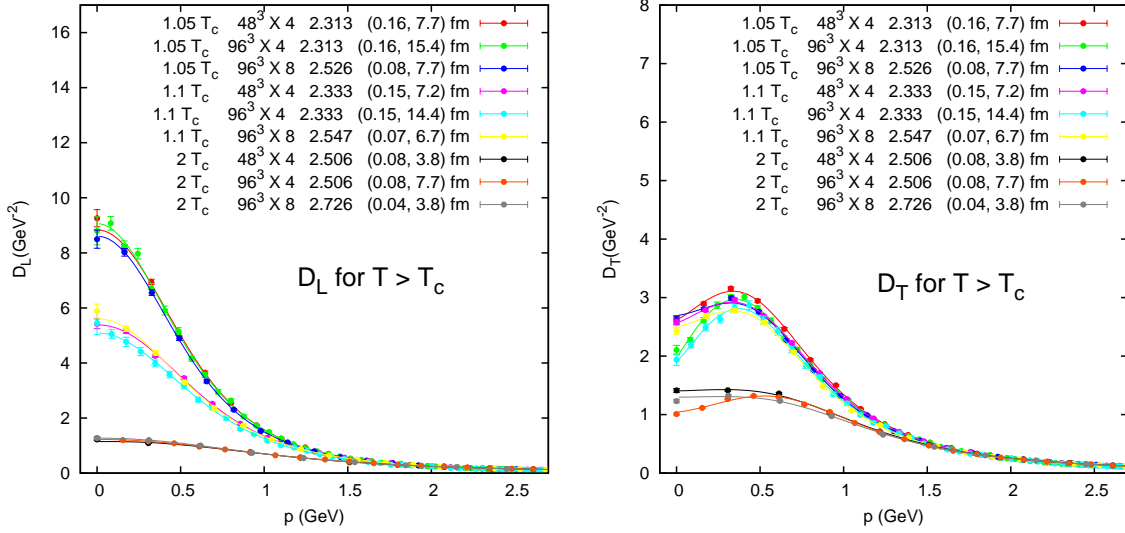 1.05 T_c 48^3 X 4 2.313 (0.16, 7.7) fm
1.05 T_c 96^3 X 4 2.313 (0.16, 15.4) fm
1.05 T_c 96^3 X 8 2.526 (0.08, 7.7) fm
1.1 T_c 48^3 X 4 2.333 (0.15, 7.2) fm
1.1 T_c 96^3 X 4 2.333 (0.15, 14.4) fm
1.1 T_c 96^3 X 8 2.547 (0.07, 6.7) fm
2 T_c 48^3 X 4 2.506 (0.08, 3.8) fm
2 T_c 96^3 X 4 2.506 (0.08, 7.7) fm
2 T_c 96^3 X 8 2.726 (0.04, 3.8) fm
16
14
12
10
8
6
4
2
0
D_L(GeV^-2)
D_L for T > T_c
0 0.5 1 1.5 2 2.5
p (GeV)
1.05 T_c 48^3 X 4 2.313 (0.16, 7.7) fm
1.05 T_c 96^3 X 4 2.313 (0.16, 15.4) fm
1.05 T_c 96^3 X 8 2.526 (0.08, 7.7) fm
1.1 T_c 48^3 X 4 2.333 (0.15, 7.2) fm
1.1 T_c 96^3 X 4 2.333 (0.15, 14.4) fm
1.1 T_c 96^3 X 8 2.547 (0.07, 6.7) fm
2 T_c 48^3 X 4 2.506 (0.08, 3.8) fm
2 T_c 96^3 X 4 2.506 (0.08, 7.7) fm
2 T_c 96^3 X 8 2.726 (0.04, 3.8) fm
8
7
6
5
4
3
2
1
0
D_T(GeV^-2)
D_T for T > T_c
0 0.5 1 1.5 2 2.5
p (GeV)